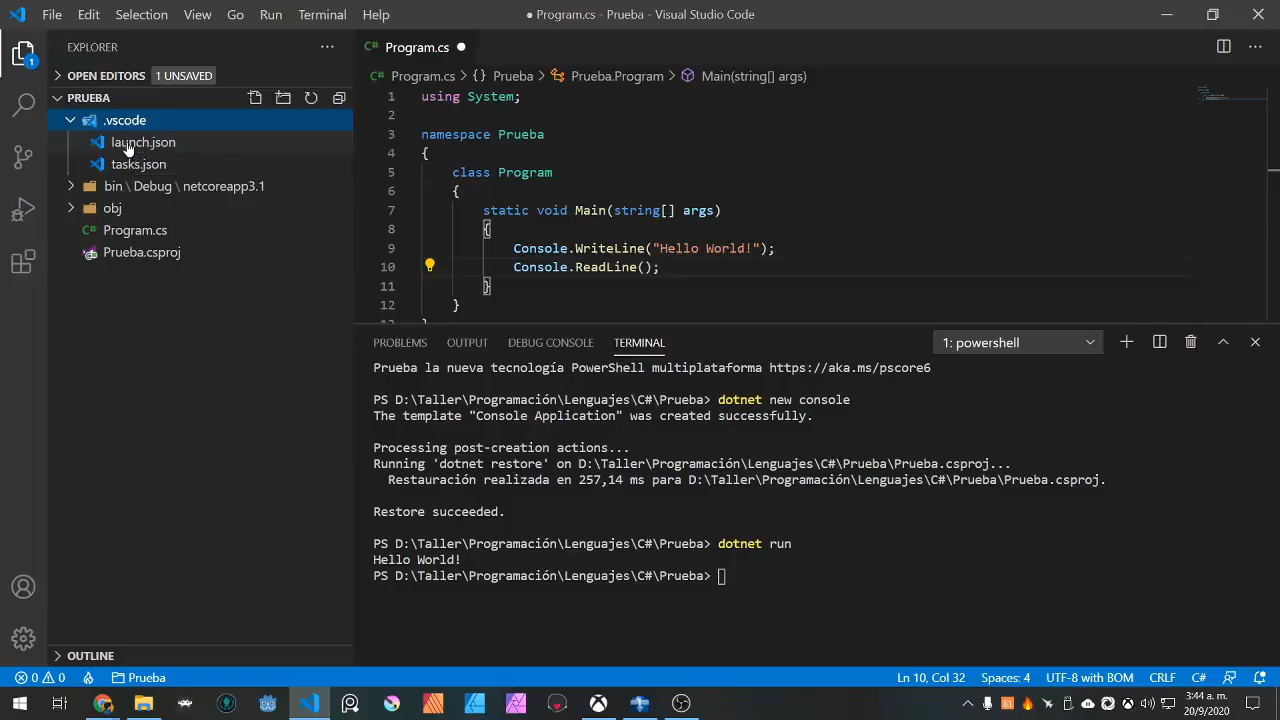 File Edit Selection View Go Run Terminal Help
● Program.cs - Prueba - Visual Studio Code
EXPLORER
1
OPEN EDITORS 1 UNSAVED
PRUEBA
.vscode
launch.json
tasks.json
bin \ Debug \ netcoreapp3.1
obj
Program.cs
Prueba.csproj
OUTLINE
C# Program.cs ●
C# Program.cs > {} Prueba > Prueba.Program > Main(string[] args)
1 using System;
2
3 namespace Prueba
4 {
5 class Program
6 {
7 static void Main(string[] args)
8 {
9 Console.WriteLine("Hello World!");
10 Console.ReadLine();
11 }
12 }
13 }
PROBLEMS OUTPUT DEBUG CONSOLE TERMINAL 1: powershell
Prueba la nueva tecnología PowerShell multiplataforma https://aka.ms/pscore6
PS D:\Taller\Programación\Lenguajes\C#\Prueba> dotnet new console
The template "Console Application" was created successfully.
Processing post-creation actions...
Running 'dotnet restore' on D:\Taller\Programación\Lenguajes\C#\Prueba\Prueba.csproj...
Restauración realizada en 257,14 ms para D:\Taller\Programación\Lenguajes\C#\Prueba\Prueba.csproj.
Restore succeeded.
PS D:\Taller\Programación\Lenguajes\C#\Prueba> dotnet run
Hello World!
PS D:\Taller\Programación\Lenguajes\C#\Prueba>
0 0 Prueba Ln 10, Col 32 Spaces: 4 UTF-8 with BOM CRLF C#
61
3:44 a. m.
20/9/2020